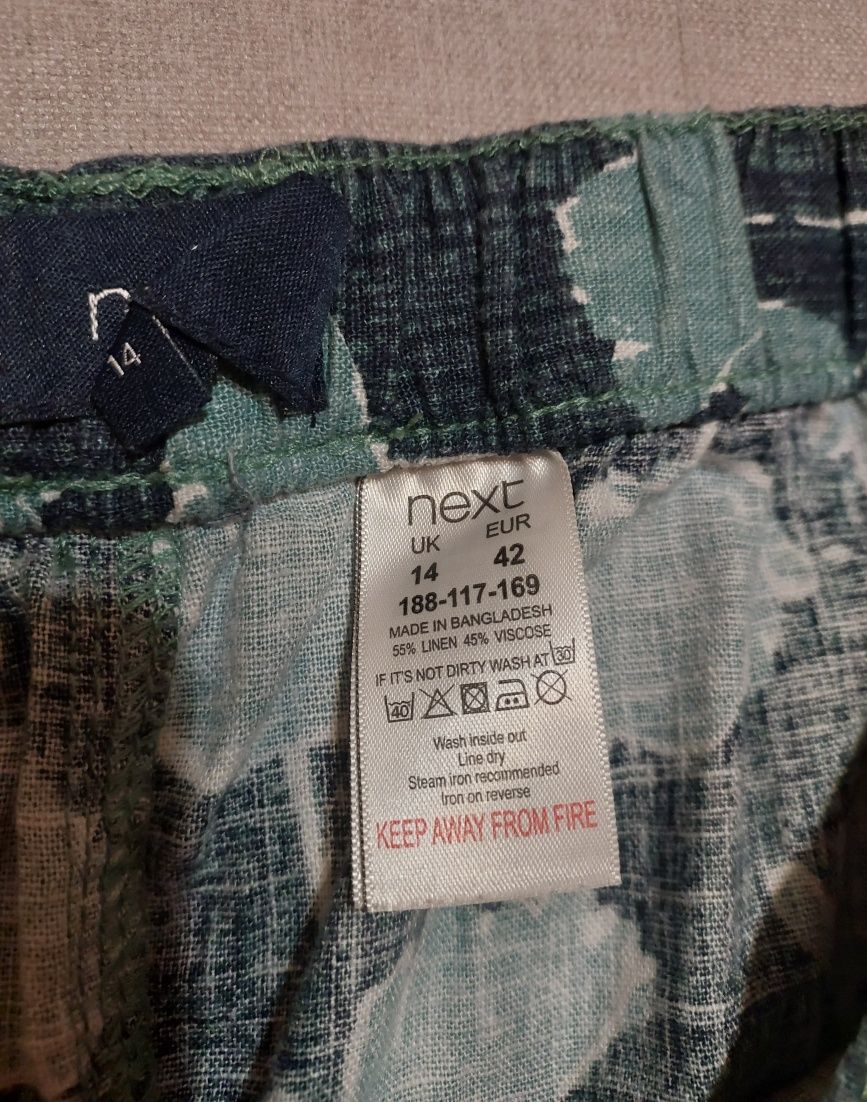 n
14
next
UK EUR
14 42
188-117-169
MADE IN BANGLADESH
55% LINEN 45% VISCOSE
IF IT'S NOT DIRTY WASH AT 30
40
Wash inside out
Line dry
Steam iron recommended
Iron on reverse
KEEP AWAY FROM FIRE